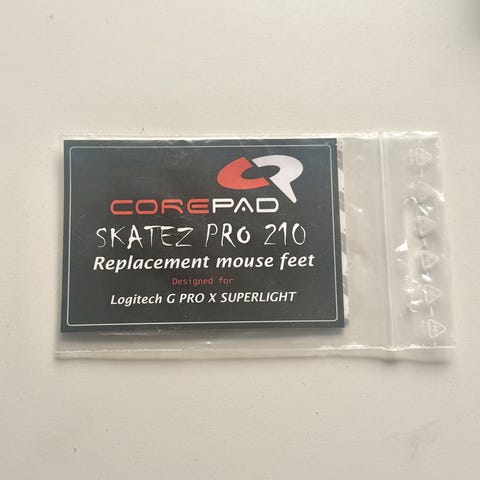 COREPAD
SKATEZ PRO 210
Replacement mouse feet
Designed for
Logitech G PRO X SUPERLIGHT